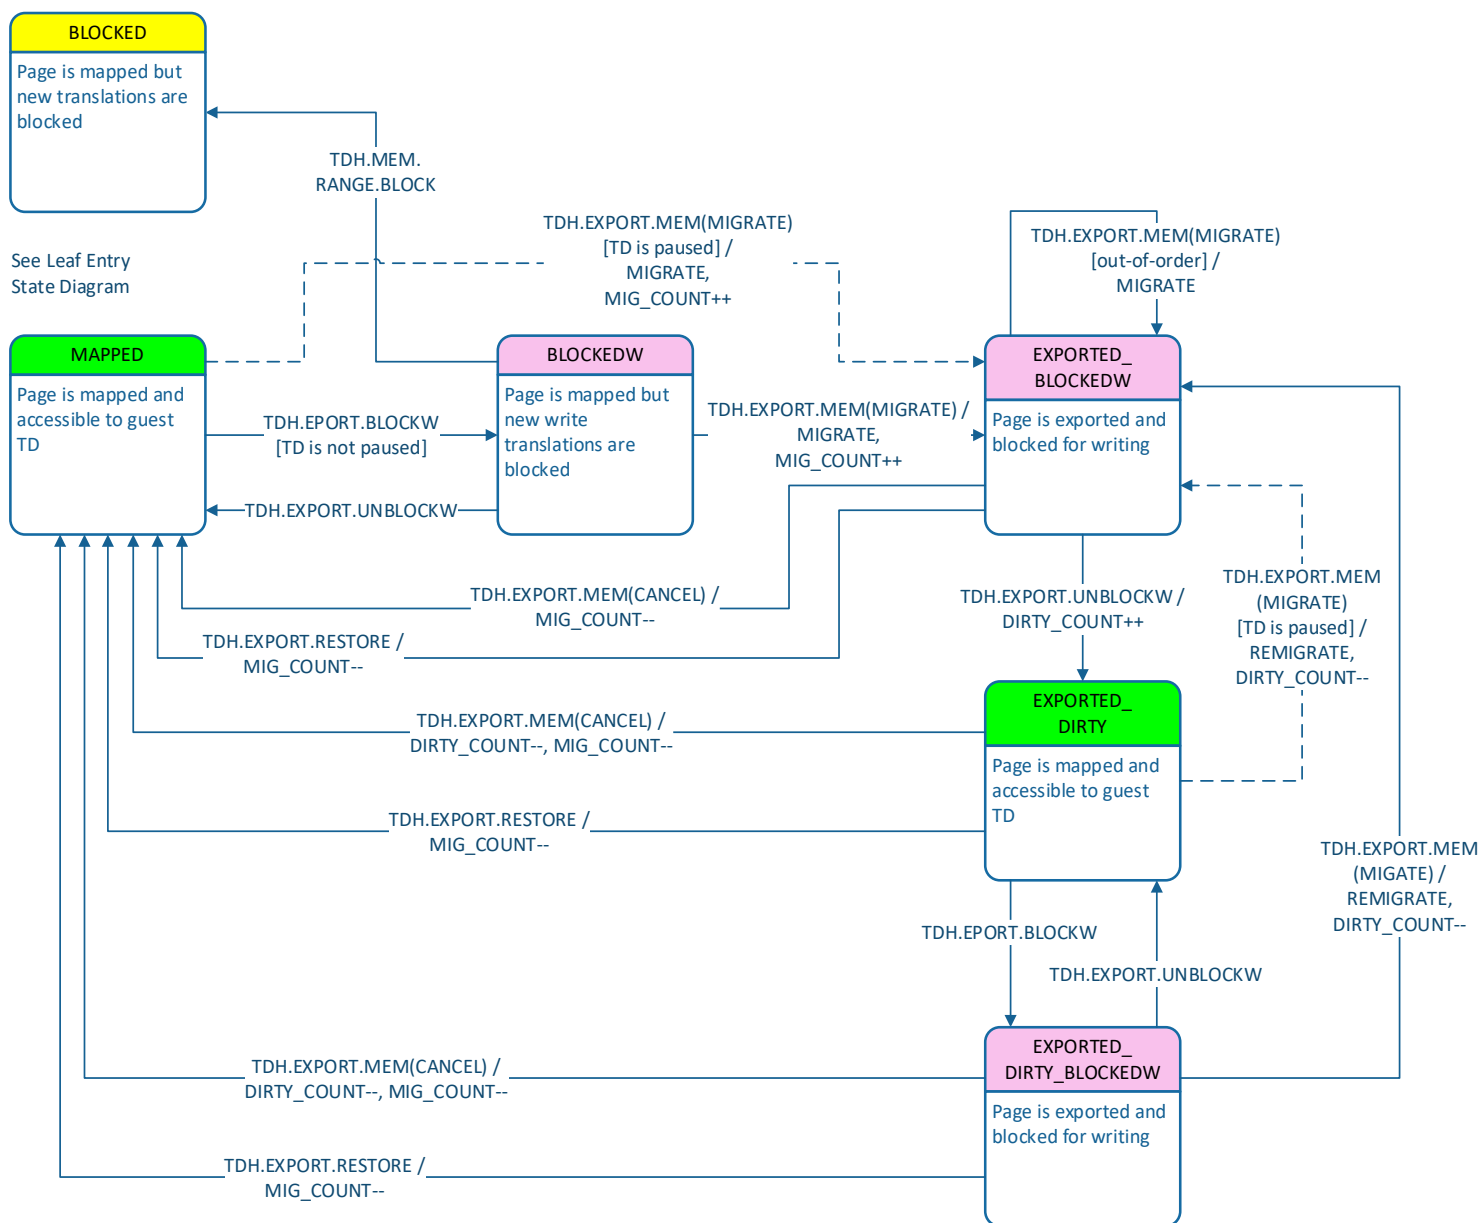 BLOCKED
Page is mapped but
new translations are
blocked
TDH.MEM.
RANGE.BLOCK
See Leaf Entry
State Diagram
TDH.EXPORT.MEM(MIGRATE)
[TD is paused] /
MIGRATE,
MIG_COUNT++
TDH.EXPORT.MEM(MIGRATE)
[out-of-order] /
MIGRATE
MAPPED
Page is mapped and
accessible to guest
TD
TDH.EPORT.BLOCKW
[TD is not paused]
TDH.EXPORT.UNBLOCKW
BLOCKEDW
Page is mapped but
new write
translations are
blocked
TDH.EXPORT.MEM(MIGRATE) /
MIGRATE,
MIG_COUNT++
EXPORTED_
BLOCKEDW
Page is exported and
blocked for writing
TDH.EXPORT.MEM(CANCEL) /
MIG_COUNT--
TDH.EXPORT.RESTORE /
MIG_COUNT--
TDH.EXPORT.UNBLOCKW /
DIRTY_COUNT++
TDH.EXPORT.MEM
(MIGRATE)
[TD is paused] /
REMIGRATE,
DIRTY_COUNT--
TDH.EXPORT.MEM(CANCEL) /
DIRTY_COUNT--, MIG_COUNT--
EXPORTED_
DIRTY
Page is mapped and
accessible to guest
TD
TDH.EXPORT.RESTORE /
MIG_COUNT--
TDH.EXPORT.MEM
(MIGATE) /
REMIGRATE,
DIRTY_COUNT--
TDH.EPORT.BLOCKW
TDH.EXPORT.UNBLOCKW
TDH.EXPORT.MEM(CANCEL) /
DIRTY_COUNT--, MIG_COUNT--
EXPORTED_
DIRTY_BLOCKEDW
Page is exported and
blocked for writing
TDH.EXPORT.RESTORE /
MIG_COUNT--